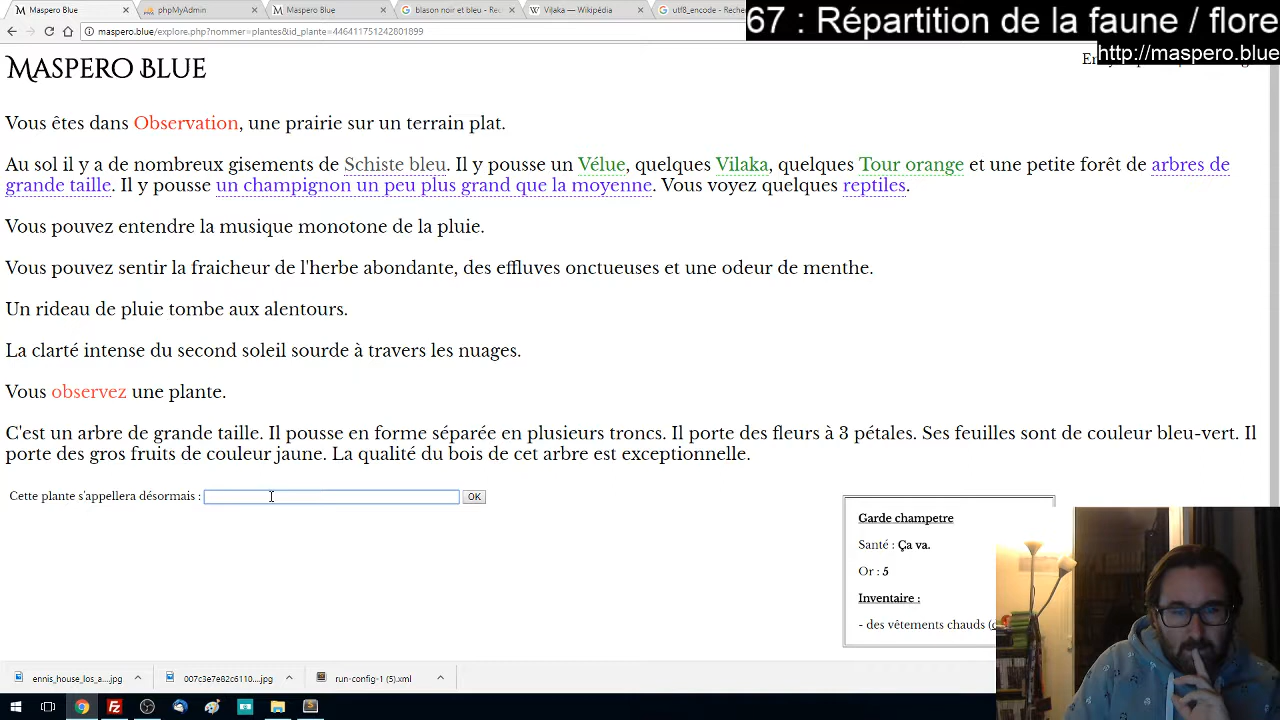 Maspero Blue
phpMyAdmin
Maspero Blue
blason noir et bleu - Rec
Viļaka — Wikipédia
utf8_encode - Reche
67 : Répartition de la faune / flore
maspero.blue/explore.php?nommer=plantes&id_plante=446411751242801899
http://maspero.blue
Maspero Blue
Vous êtes dans Observation, une prairie sur un terrain plat.
Au sol il y a de nombreux gisements de Schiste bleu. Il y pousse un Vélue, quelques Vilaka, quelques Tour orange et une petite forêt de arbres de
grande taille. Il y pousse un champignon un peu plus grand que la moyenne. Vous voyez quelques reptiles.
Vous pouvez entendre la musique monotone de la pluie.
Vous pouvez sentir la fraicheur de l'herbe abondante, des effluves onctueuses et une odeur de menthe.
Un rideau de pluie tombe aux alentours.
La clarté intense du second soleil sourde à travers les nuages.
Vous observez une plante.
C'est un arbre de grande taille. Il pousse en forme séparée en plusieurs troncs. Il porte des fleurs à 3 pétales. Ses feuilles sont de couleur bleu-vert. Il
porte des gros fruits de couleur jaune. La qualité du bois de cet arbre est exceptionnelle.
Cette plante s'appellera désormais : OK
Garde champetre
Santé : Ça va.
Or : 5
Inventaire :
- des vêtements chauds
ennis_house_los_a....jpg
007c3e7e82c6110...jpg
run-config-1 (5).xml